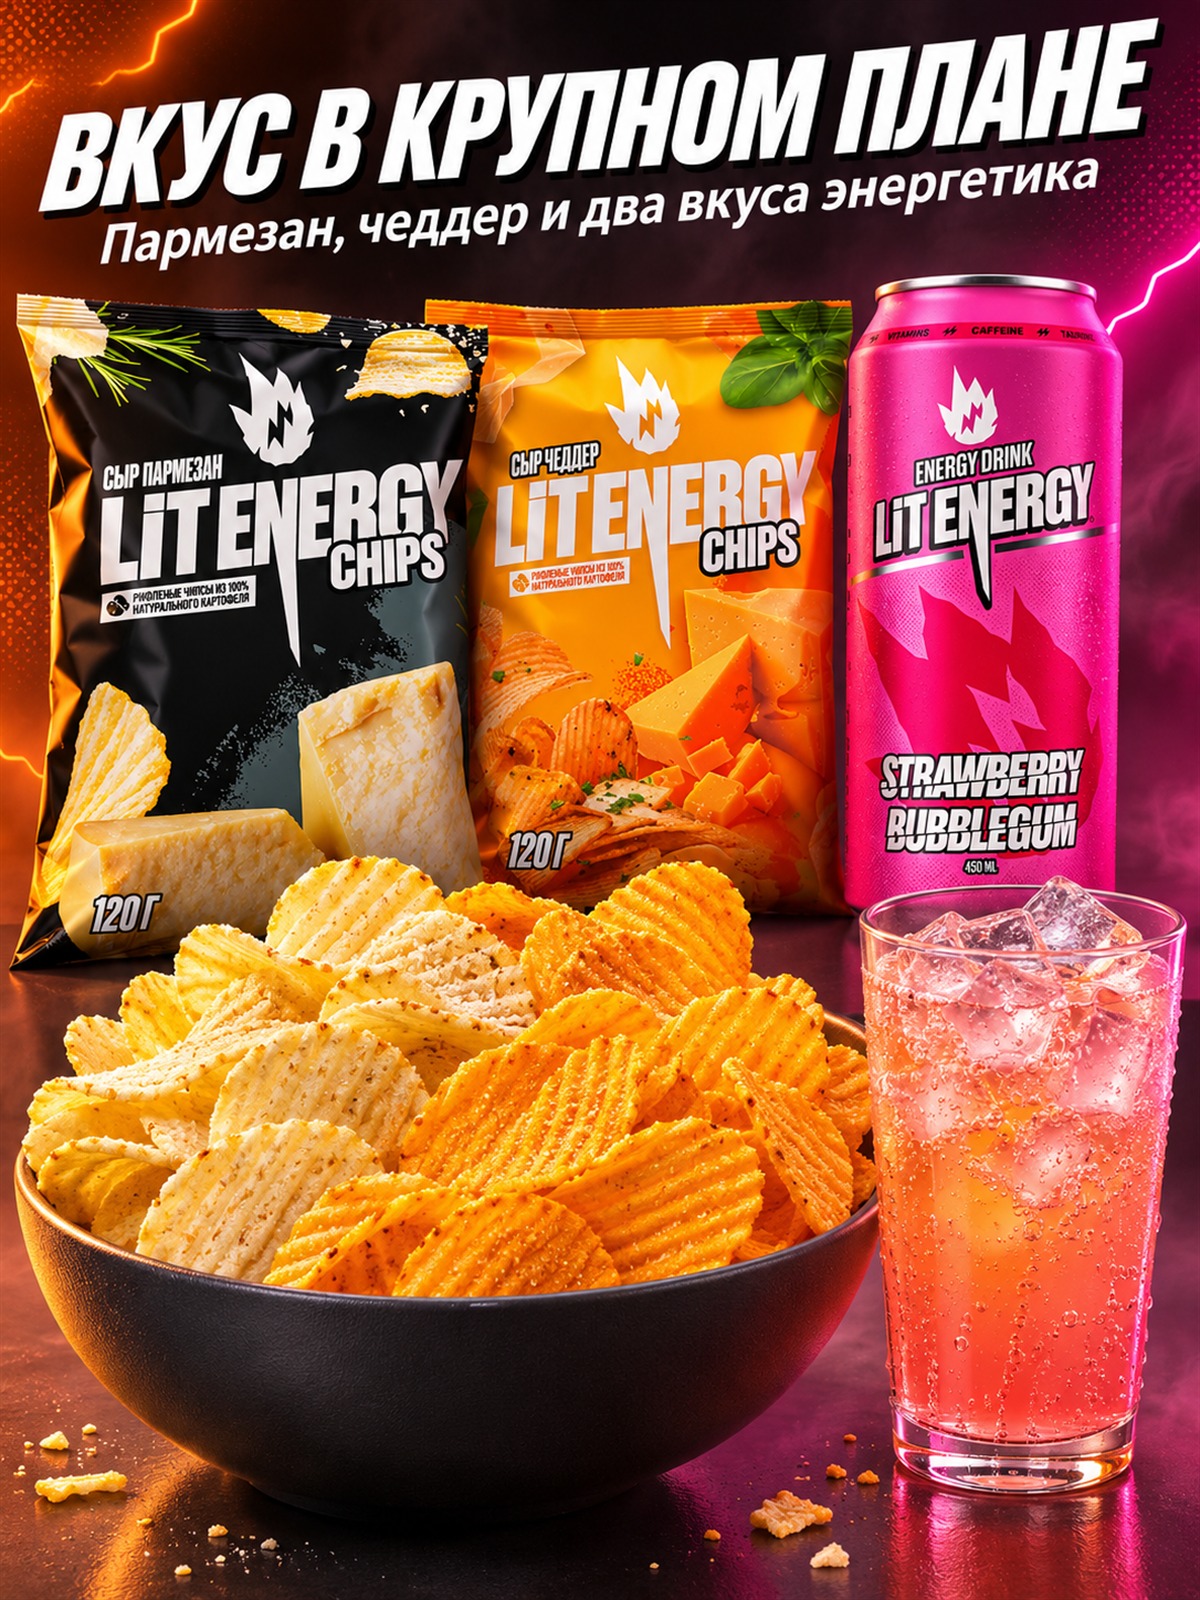 ВКУС В КРУПНОМ ПЛАНЕ
Пармезан, чеддер и два вкуса энергетика
СЫР ПАРМЕЗАН
LIT ENERGY
CHIPS
РИФЛЕНЫЕ ЧИПСЫ ИЗ 100%
НАТУРАЛЬНОГО КАРТОФЕЛЯ
120 Г
СЫР ЧЕДДЕР
LIT ENERGY
CHIPS
РИФЛЕНЫЕ ЧИПСЫ ИЗ 100%
НАТУРАЛЬНОГО КАРТОФЕЛЯ
120 Г
VITAMINS CAFFEINE
ENERGY DRINK
LIT ENERGY
STRAWBERRY
BUBBLEGUM
450 ML